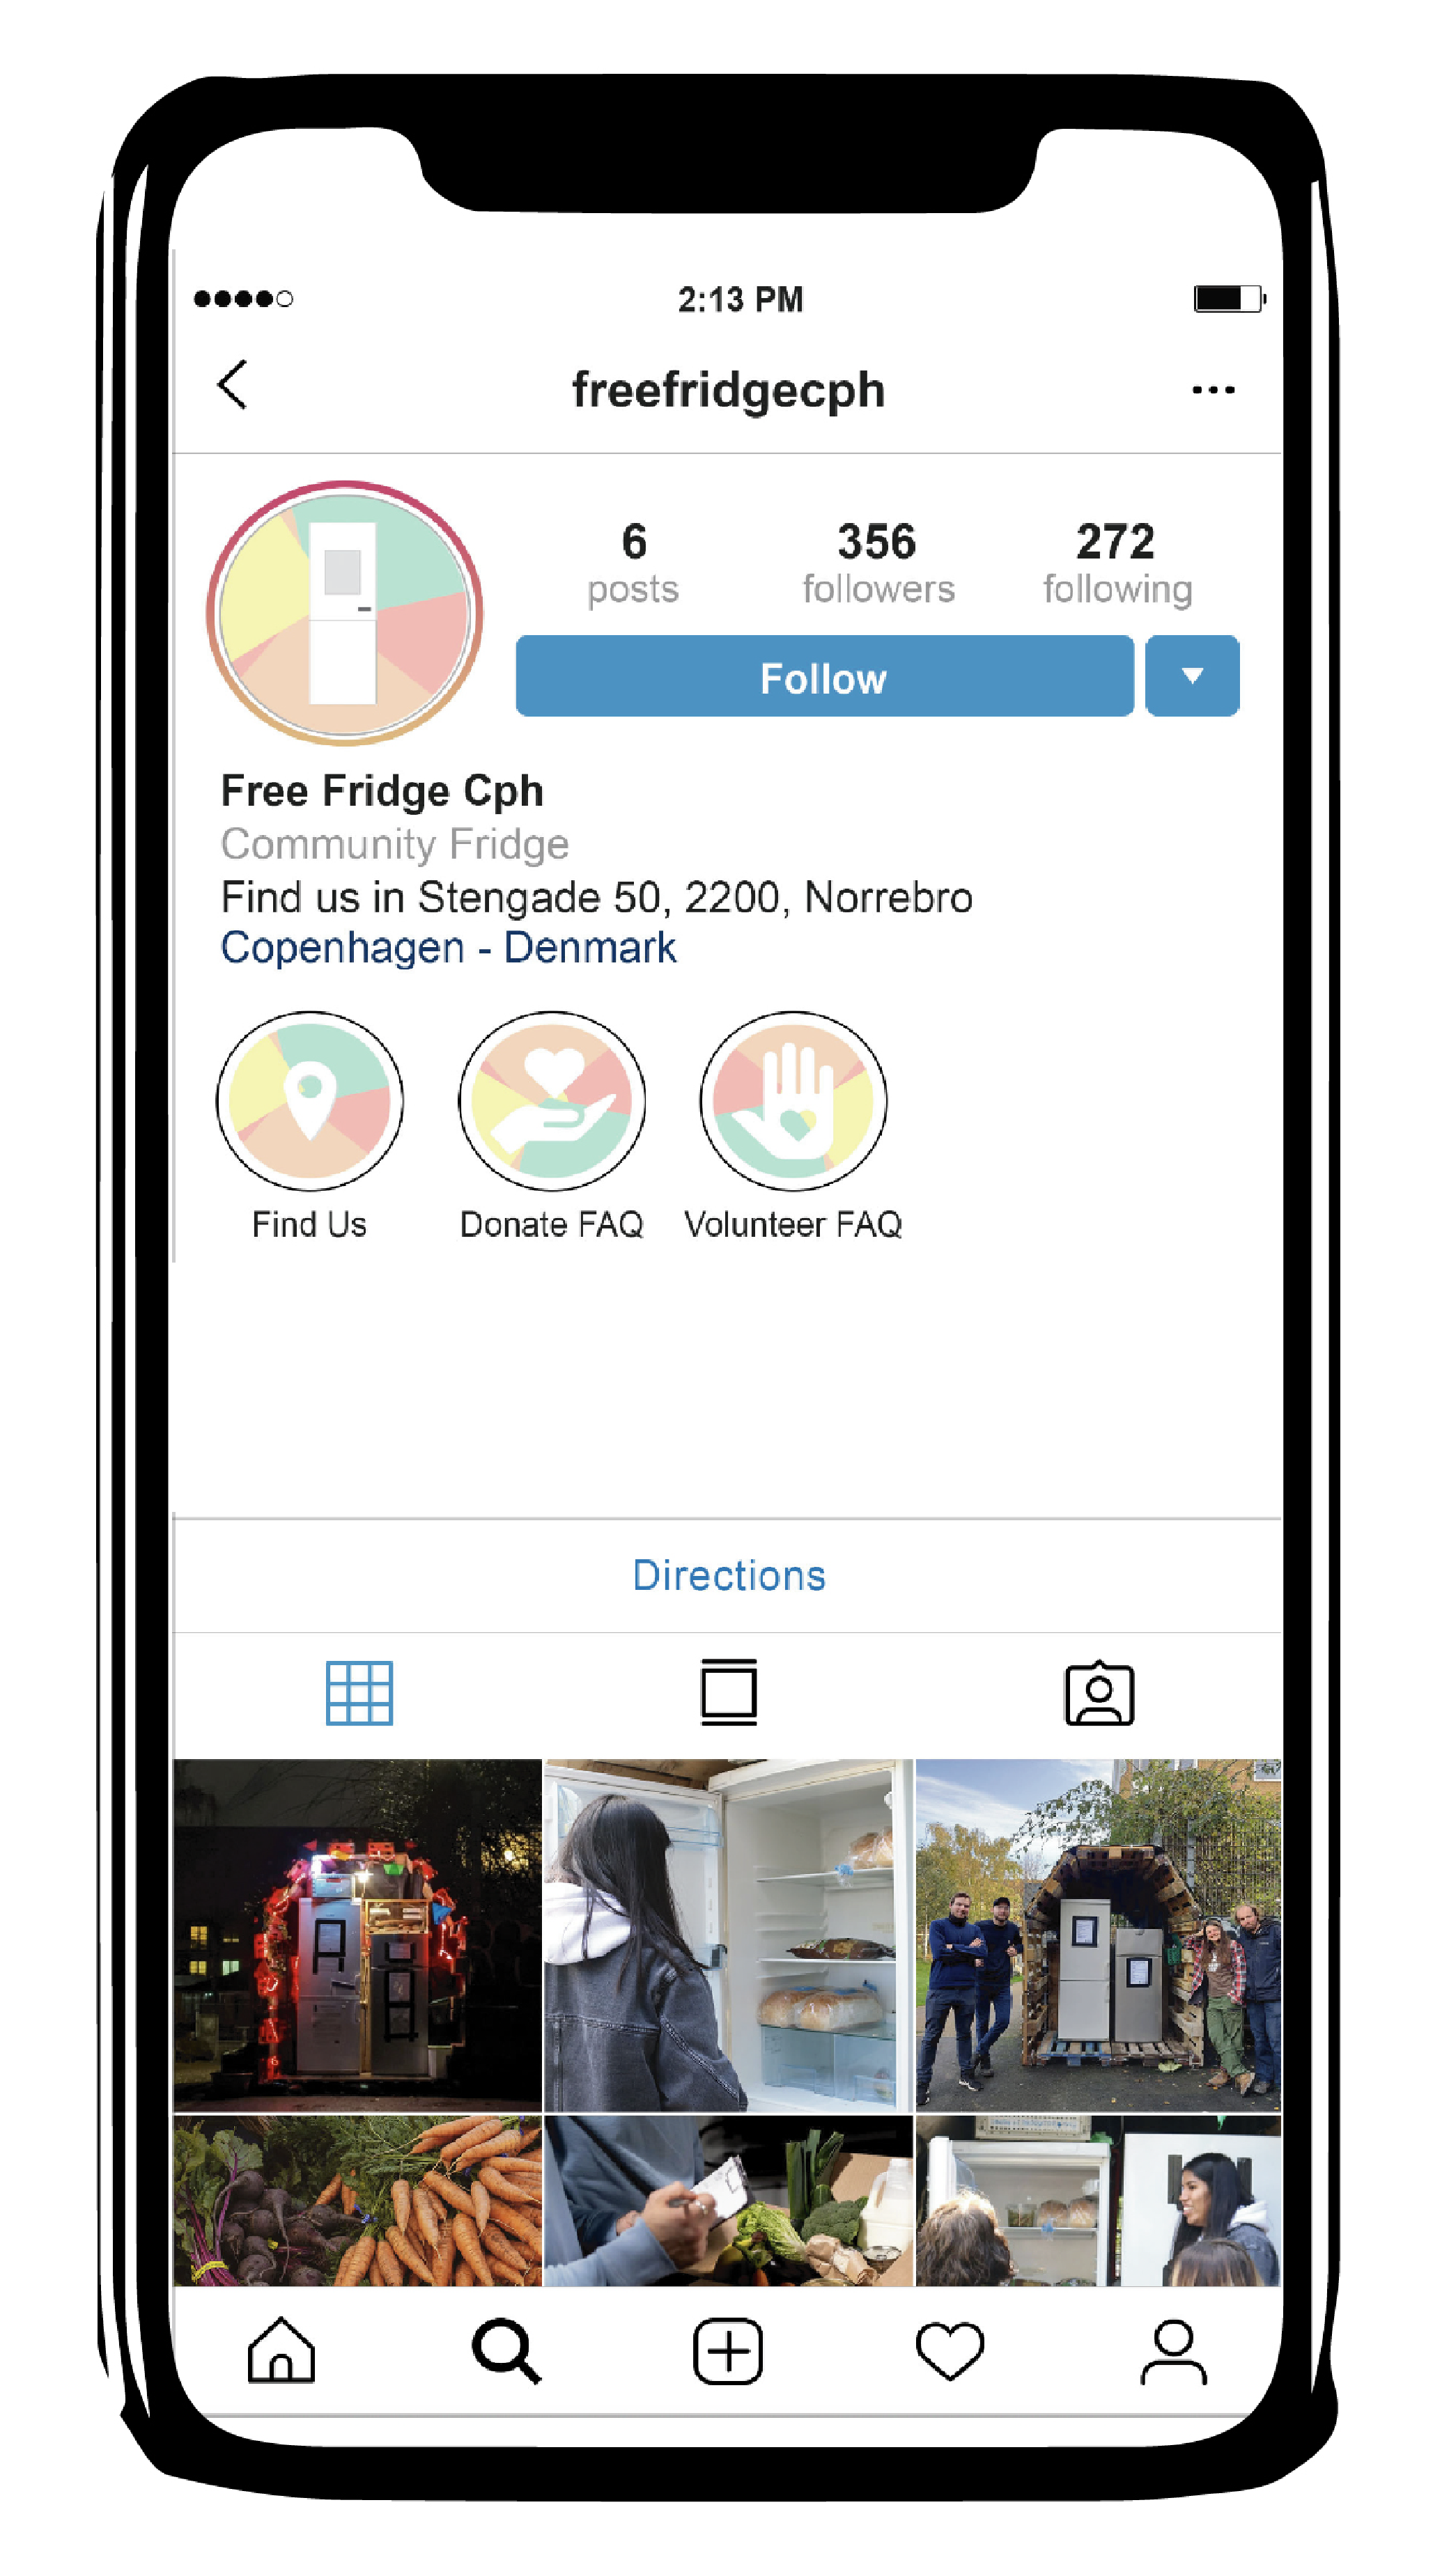 2:13 PM
freefridgecph
6 356 272
posts followers following
Follow
Free Fridge Cph
Community Fridge
Find us in Stengade 50, 2200, Norrebro
Copenhagen - Denmark
Find Us Donate FAQ Volunteer FAQ
Directions